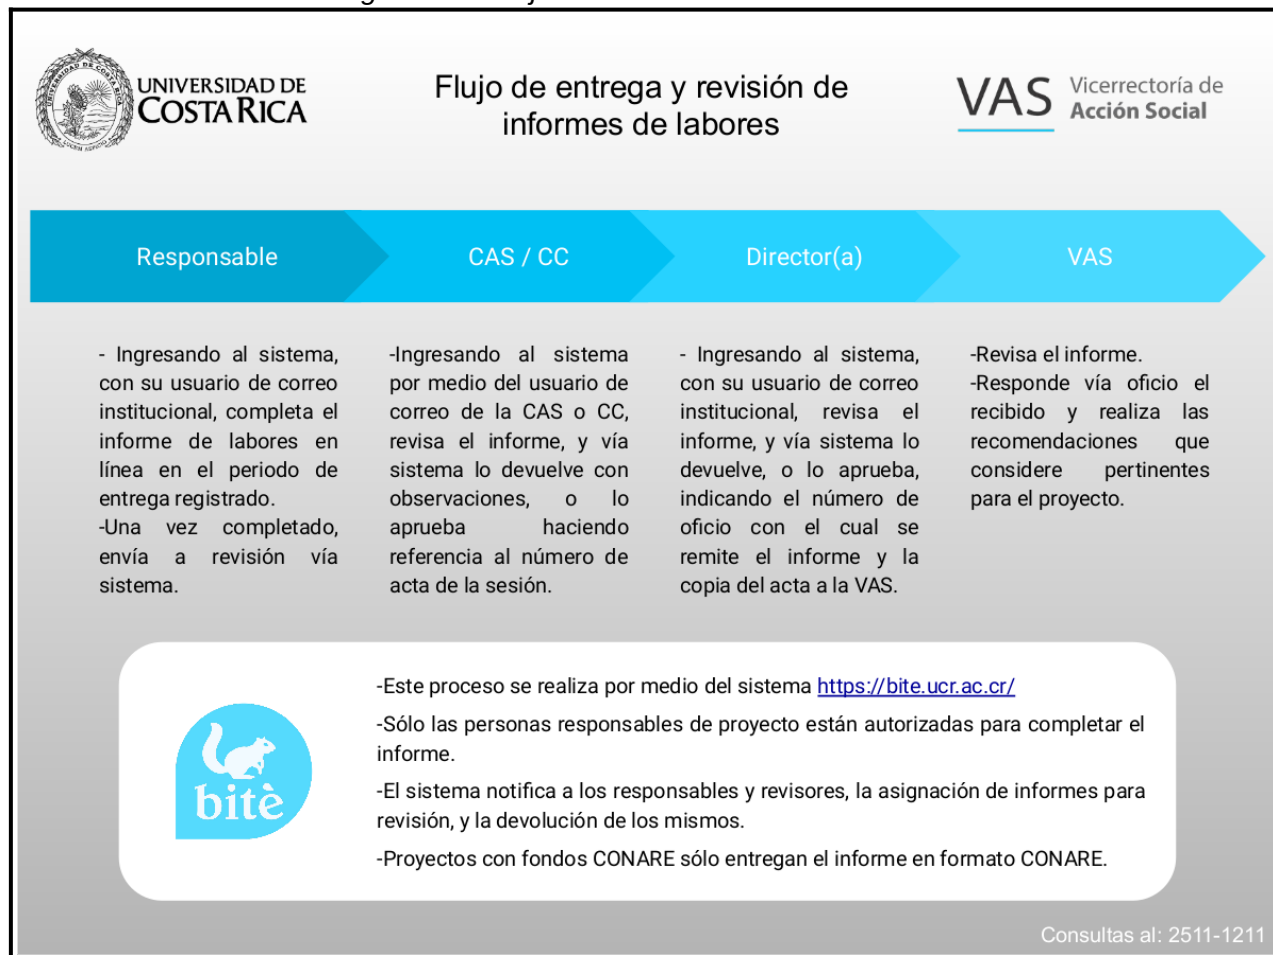 UNIVERSIDAD DE
COSTA RICA
Flujo de entrega y revisión de
informes de labores
VAS
Vicerrectoría de
Acción Social
Responsable
CAS / CC
Director(a)
VAS
- Ingresando al sistema,
con su usuario de correo
institucional, completa el
informe de labores en
línea en el periodo de
entrega registrado.
-Una vez completado,
envía a revisión vía
sistema.
-Ingresando al sistema
por medio del usuario de
correo de la CAS o CC,
revisa el informe, y vía
sistema lo devuelve con
observaciones, o lo
aprueba haciendo
referencia al número de
acta de la sesión.
- Ingresando al sistema,
con su usuario de correo
institucional, revisa el
informe, y vía sistema lo
devuelve, o lo aprueba,
indicando el número de
oficio con el cual se
remite el informe y la
copia del acta a la VAS.
-Revisa el informe.
-Responde vía oficio el
recibido y realiza las
recomendaciones que
considere pertinentes
para el proyecto.
bitè
-Este proceso se realiza por medio del sistema https://bite.ucr.ac.cr/
-Sólo las personas responsables de proyecto están autorizadas para completar el
informe.
-El sistema notifica a los responsables y revisores, la asignación de informes para
revisión, y la devolución de los mismos.
-Proyectos con fondos CONARE sólo entregan el informe en formato CONARE.
Consultas al: 2511-1211